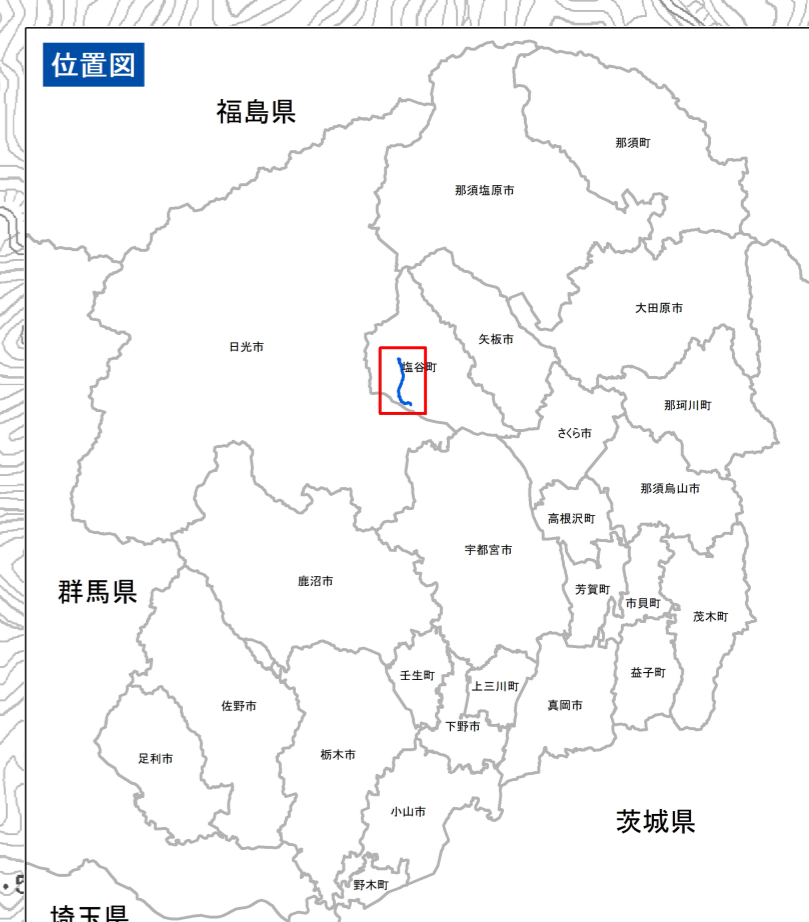 位置図
福島県
那須町
那須塩原市
大田原市
矢板市
日光市
塩谷町
那珂川町
さくら市
那須烏山市
高根沢町
宇都宮市
鹿沼市
群馬県
芳賀町
市貝町
茂木町
益子町
壬生町
上三川町
真岡市
佐野市
下野市
足利市
栃木市
小山市
茨城県
野木町
埼玉県